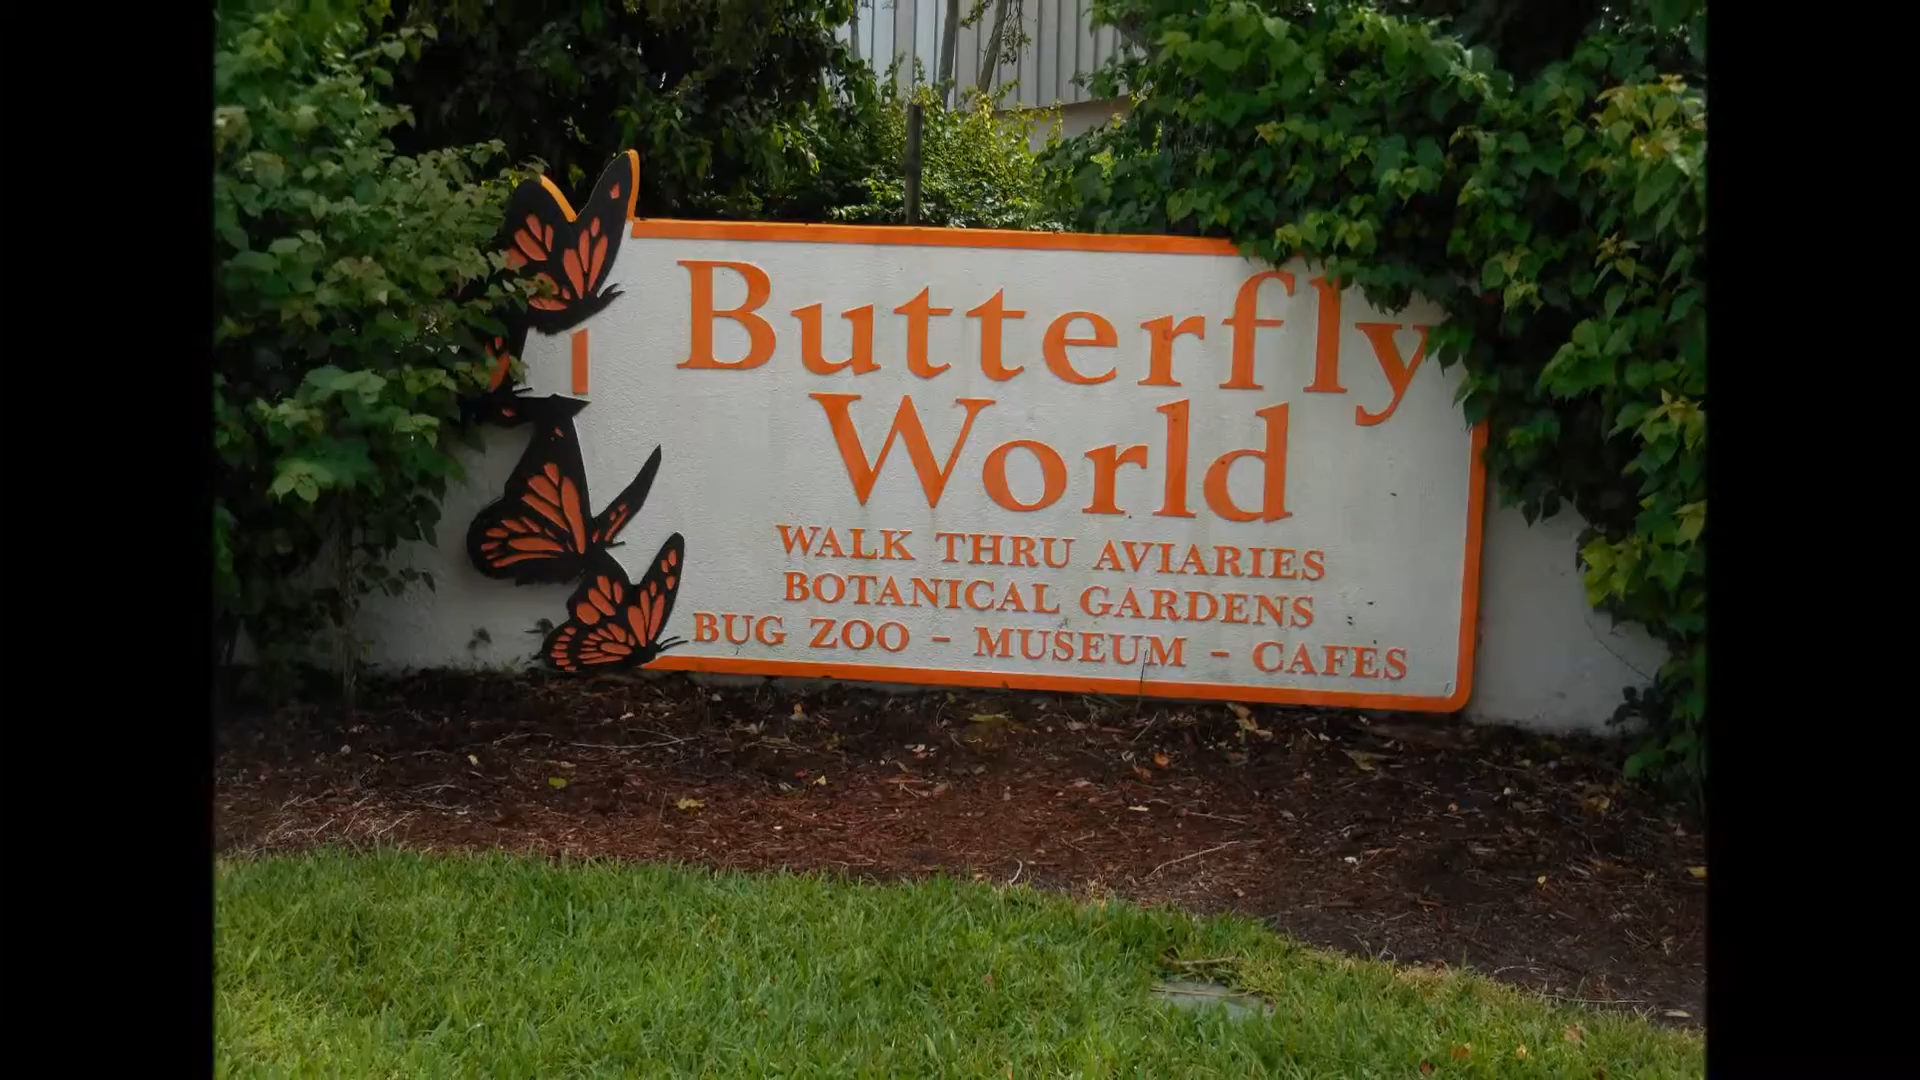 Butterfly
World
WALK THRU AVIARIES
BOTANICAL GARDENS
BUG ZOO - MUSEUM - CAFES